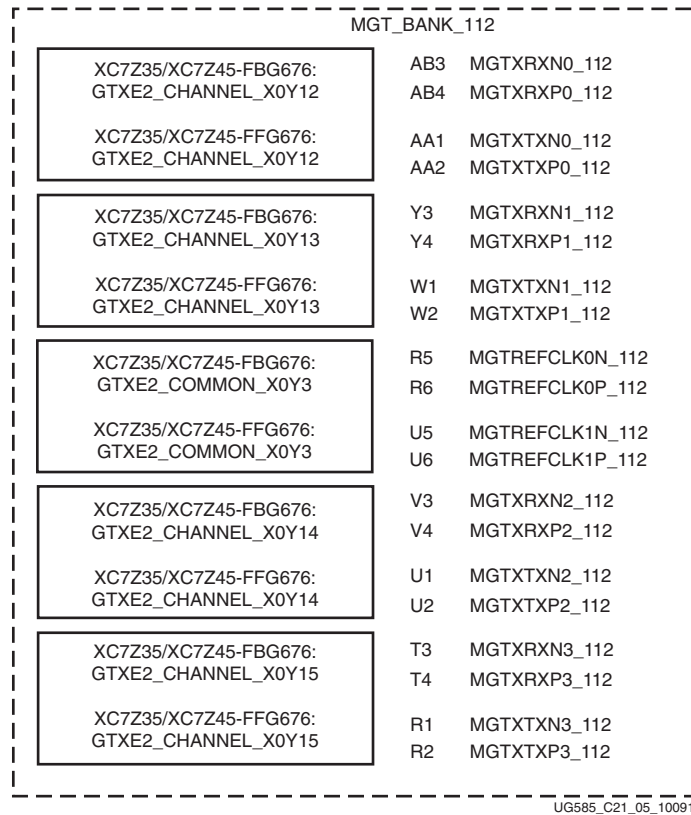 MGT_BANK_112
XC7Z35/XC7Z45-FBG676:
GTXE2_CHANNEL_X0Y12
XC7Z35/XC7Z45-FFG676:
GTXE2_CHANNEL_X0Y12
AB3 MGTXRXN0_112
AB4 MGTXRXP0_112
AA1 MGTXTXN0_112
AA2 MGTXTXP0_112
XC7Z35/XC7Z45-FBG676:
GTXE2_CHANNEL_X0Y13
XC7Z35/XC7Z45-FFG676:
GTXE2_CHANNEL_X0Y13
Y3 MGTXRXN1_112
Y4 MGTXRXP1_112
W1 MGTXTXN1_112
W2 MGTXTXP1_112
XC7Z35/XC7Z45-FBG676:
GTXE2_COMMON_X0Y3
XC7Z35/XC7Z45-FFG676:
GTXE2_COMMON_X0Y3
R5 MGTREFCLK0N_112
R6 MGTREFCLK0P_112
U5 MGTREFCLK1N_112
U6 MGTREFCLK1P_112
XC7Z35/XC7Z45-FBG676:
GTXE2_CHANNEL_X0Y14
XC7Z35/XC7Z45-FFG676:
GTXE2_CHANNEL_X0Y14
V3 MGTXRXN2_112
V4 MGTXRXP2_112
U1 MGTXTXN2_112
U2 MGTXTXP2_112
XC7Z35/XC7Z45-FBG676:
GTXE2_CHANNEL_X0Y15
XC7Z35/XC7Z45-FFG676:
GTXE2_CHANNEL_X0Y15
T3 MGTXRXN3_112
T4 MGTXRXP3_112
R1 MGTXTXN3_112
R2 MGTXTXP3_112
UG585_C21_05_10091